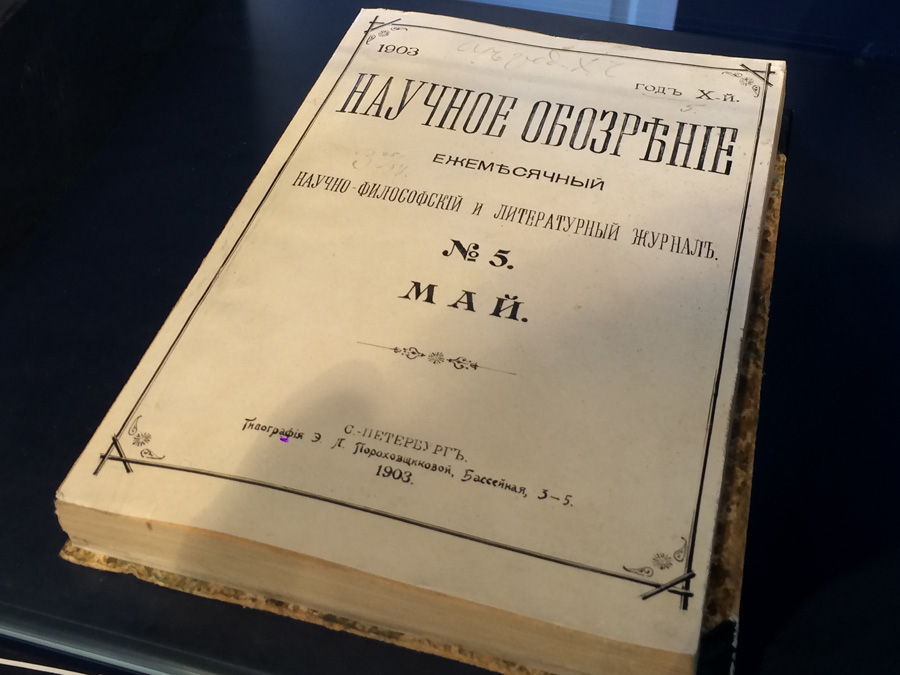 1903
годъ X-й.
НАУЧНОЕ ОБОЗРѢНІЕ
ЕЖЕМѢСЯЧНЫЙ
НАУЧНО-ФИЛОСОФСКІЙ И ЛИТЕРАТУРНЫЙ ЖУРНАЛЪ.
№ 5.
МАЙ.
С.-ПЕТЕРБУРГЪ.
Типографія Э Л. Пороховщиковой, Бассейная, 3—5.
1903.